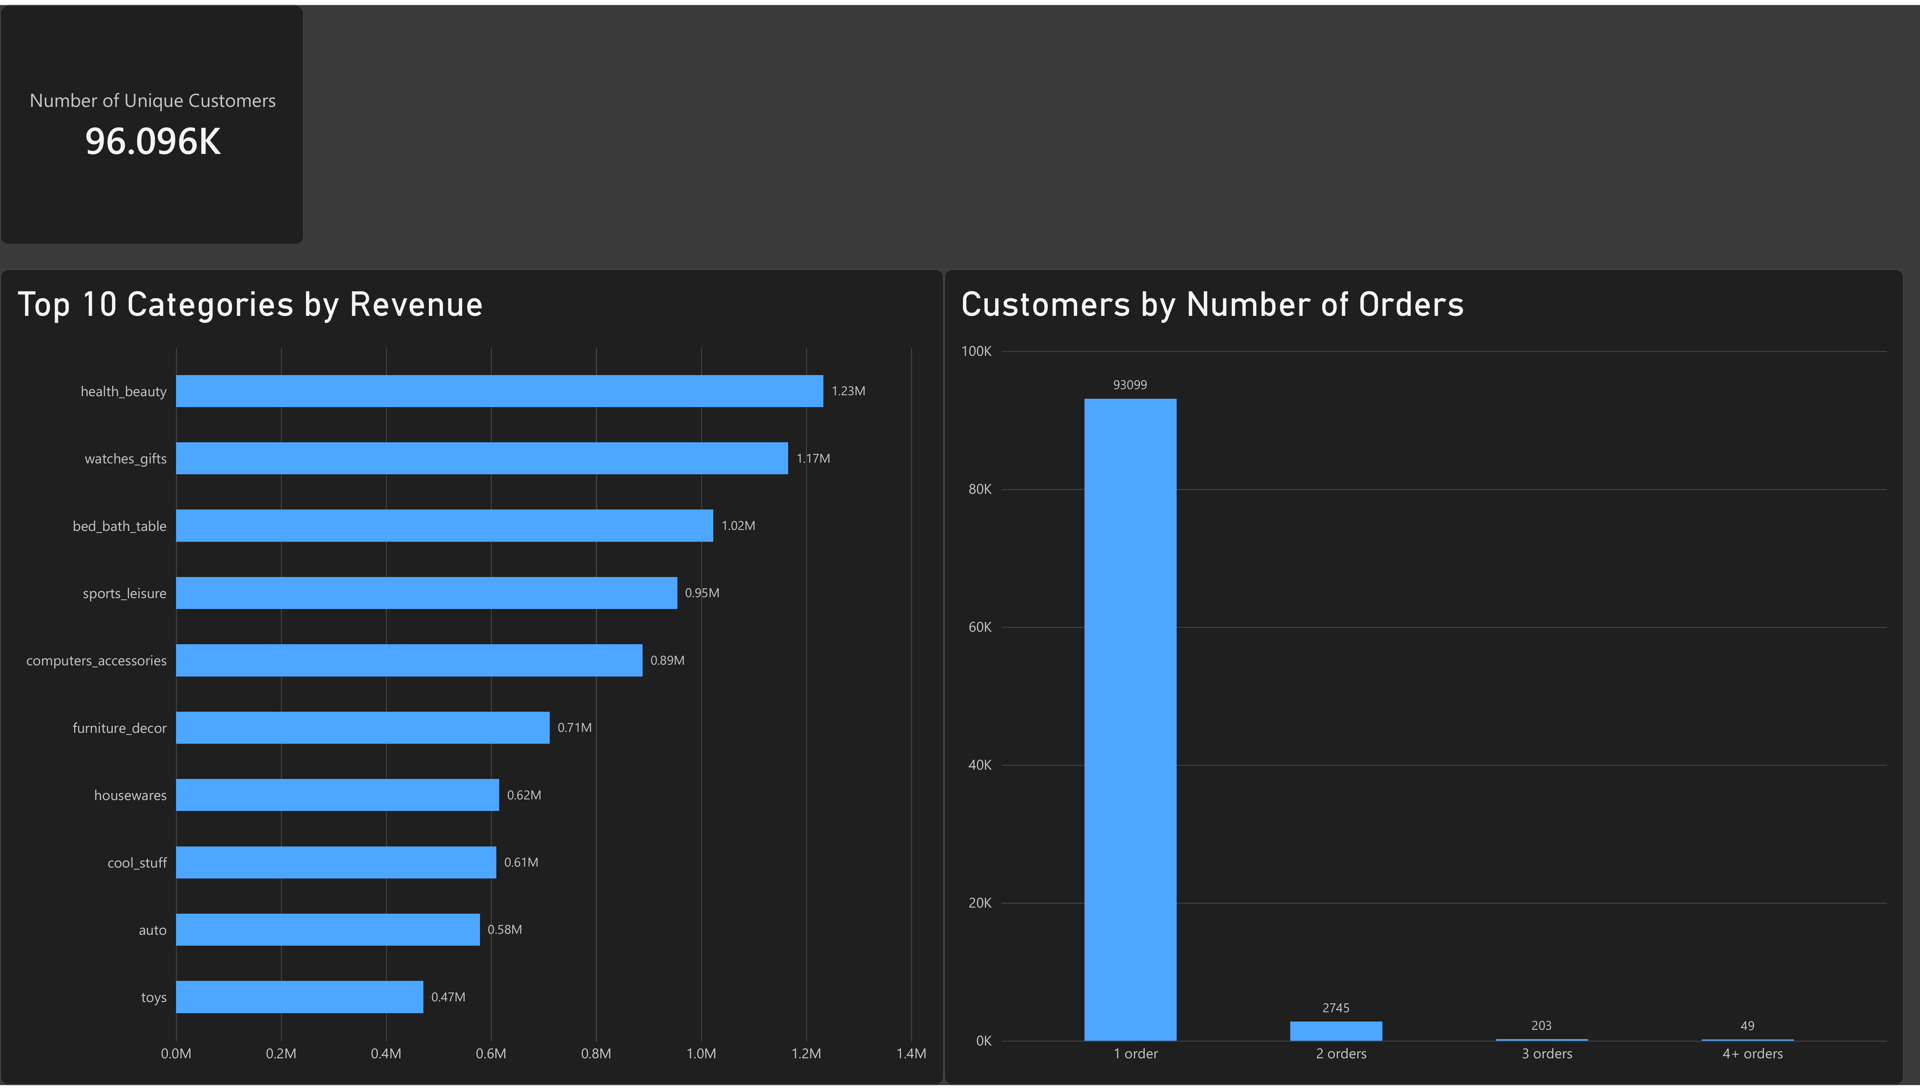 Number of Unique Customers
96.096K
Top 10 Categories by Revenue
health_beauty 1.23M
watches_gifts 1.17M
bed_bath_table 1.02M
sports_leisure 0.95M
computers_accessories 0.89M
furniture_decor 0.71M
housewares 0.62M
cool_stuff 0.61M
auto 0.58M
toys 0.47M
0.0M 0.2M 0.4M 0.6M 0.8M 1.0M 1.2M 1.4M
Customers by Number of Orders
100K
93099
80K
60K
40K
20K
2745
203
49
0K
1 order 2 orders 3 orders 4+ orders